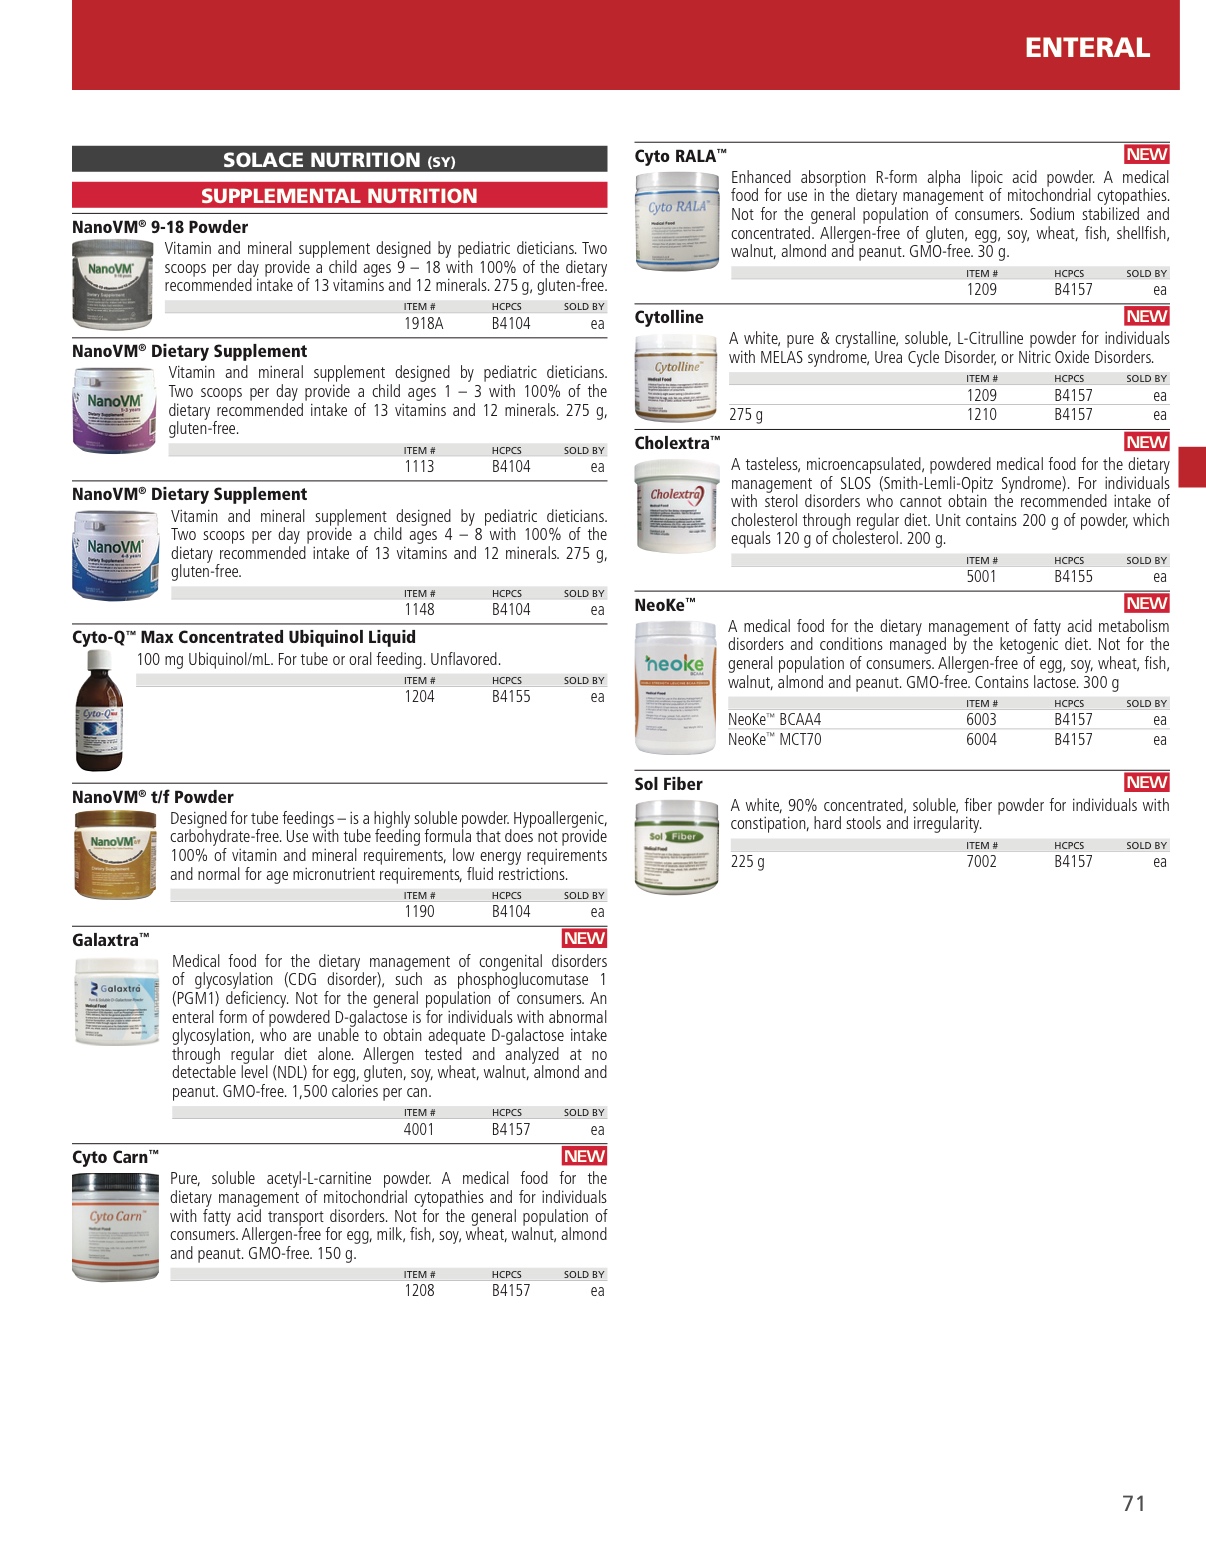 ENTERAL
SOLACE NUTRITION (SY)
SUPPLEMENTAL NUTRITION
NanoVM® 9-18 Powder
Vitamin and mineral supplement designed by pediatric dieticians. Two
scoops per day provide a child ages 9 – 18 with 100% of the dietary
recommended intake of 13 vitamins and 12 minerals. 275 g, gluten-free.
ITEM # HCPCS SOLD BY
1918A B4104 ea
NanoVM® Dietary Supplement
Vitamin and mineral supplement designed by pediatric dieticians.
Two scoops per day provide a child ages 1 – 3 with 100% of the
dietary recommended intake of 13 vitamins and 12 minerals. 275 g,
gluten-free.
ITEM # HCPCS SOLD BY
1113 B4104 ea
NanoVM® Dietary Supplement
Vitamin and mineral supplement designed by pediatric dieticians.
Two scoops per day provide a child ages 4 – 8 with 100% of the
dietary recommended intake of 13 vitamins and 12 minerals. 275 g,
gluten-free.
ITEM # HCPCS SOLD BY
1148 B4104 ea
Cyto-Q™ Max Concentrated Ubiquinol Liquid
100 mg Ubiquinol/mL. For tube or oral feeding. Unflavored.
ITEM # HCPCS SOLD BY
1204 B4155 ea
NanoVM® t/f Powder
Designed for tube feedings – is a highly soluble powder. Hypoallergenic,
carbohydrate-free. Use with tube feeding formula that does not provide
100% of vitamin and mineral requirements, low energy requirements
and normal for age micronutrient requirements, fluid restrictions.
ITEM # HCPCS SOLD BY
1190 B4104 ea
Galaxtra™ NEW
Medical food for the dietary management of congenital disorders
of glycosylation (CDG disorder), such as phosphoglucomutase 1
(PGM1) deficiency. Not for the general population of consumers. An
enteral form of powdered D-galactose is for individuals with abnormal
glycosylation, who are unable to obtain adequate D-galactose intake
through regular diet alone. Allergen tested and analyzed at no
detectable level (NDL) for egg, gluten, soy, wheat, walnut, almond and
peanut. GMO-free. 1,500 calories per can.
ITEM # HCPCS SOLD BY
4001 B4157 ea
Cyto Carn™ NEW
Pure, soluble acetyl-L-carnitine powder. A medical food for the
dietary management of mitochondrial cytopathies and for individuals
with fatty acid transport disorders. Not for the general population of
consumers. Allergen-free for egg, milk, fish, soy, wheat, walnut, almond
and peanut. GMO-free. 150 g.
ITEM # HCPCS SOLD BY
1208 B4157 ea
Cyto RALA™ NEW
Enhanced absorption R-form alpha lipoic acid powder. A medical
food for use in the dietary management of mitochondrial cytopathies.
Not for the general population of consumers. Sodium stabilized and
concentrated. Allergen-free of gluten, egg, soy, wheat, fish, shellfish,
walnut, almond and peanut. GMO-free. 30 g.
ITEM # HCPCS SOLD BY
1209 B4157 ea
Cytolline NEW
A white, pure & crystalline, soluble, L-Citrulline powder for individuals
with MELAS syndrome, Urea Cycle Disorder, or Nitric Oxide Disorders.
ITEM # HCPCS SOLD BY
1209 B4157 ea
275 g 1210 B4157 ea
Cholextra™ NEW
A tasteless, microencapsulated, powdered medical food for the dietary
management of SLOS (Smith-Lemli-Opitz Syndrome). For individuals
with sterol disorders who cannot obtain the recommended intake of
cholesterol through regular diet. Unit contains 200 g of powder, which
equals 120 g of cholesterol. 200 g.
ITEM # HCPCS SOLD BY
5001 B4155 ea
NeoKe™ NEW
A medical food for the dietary management of fatty acid metabolism
disorders and conditions managed by the ketogenic diet. Not for the
general population of consumers. Allergen-free of egg, soy, wheat, fish,
walnut, almond and peanut. GMO-free. Contains lactose. 300 g
ITEM # HCPCS SOLD BY
NeoKe™ BCAA4 6003 B4157 ea
NeoKe™ MCT70 6004 B4157 ea
Sol Fiber NEW
A white, 90% concentrated, soluble, fiber powder for individuals with
constipation, hard stools and irregularity.
ITEM # HCPCS SOLD BY
225 g 7002 B4157 ea
71